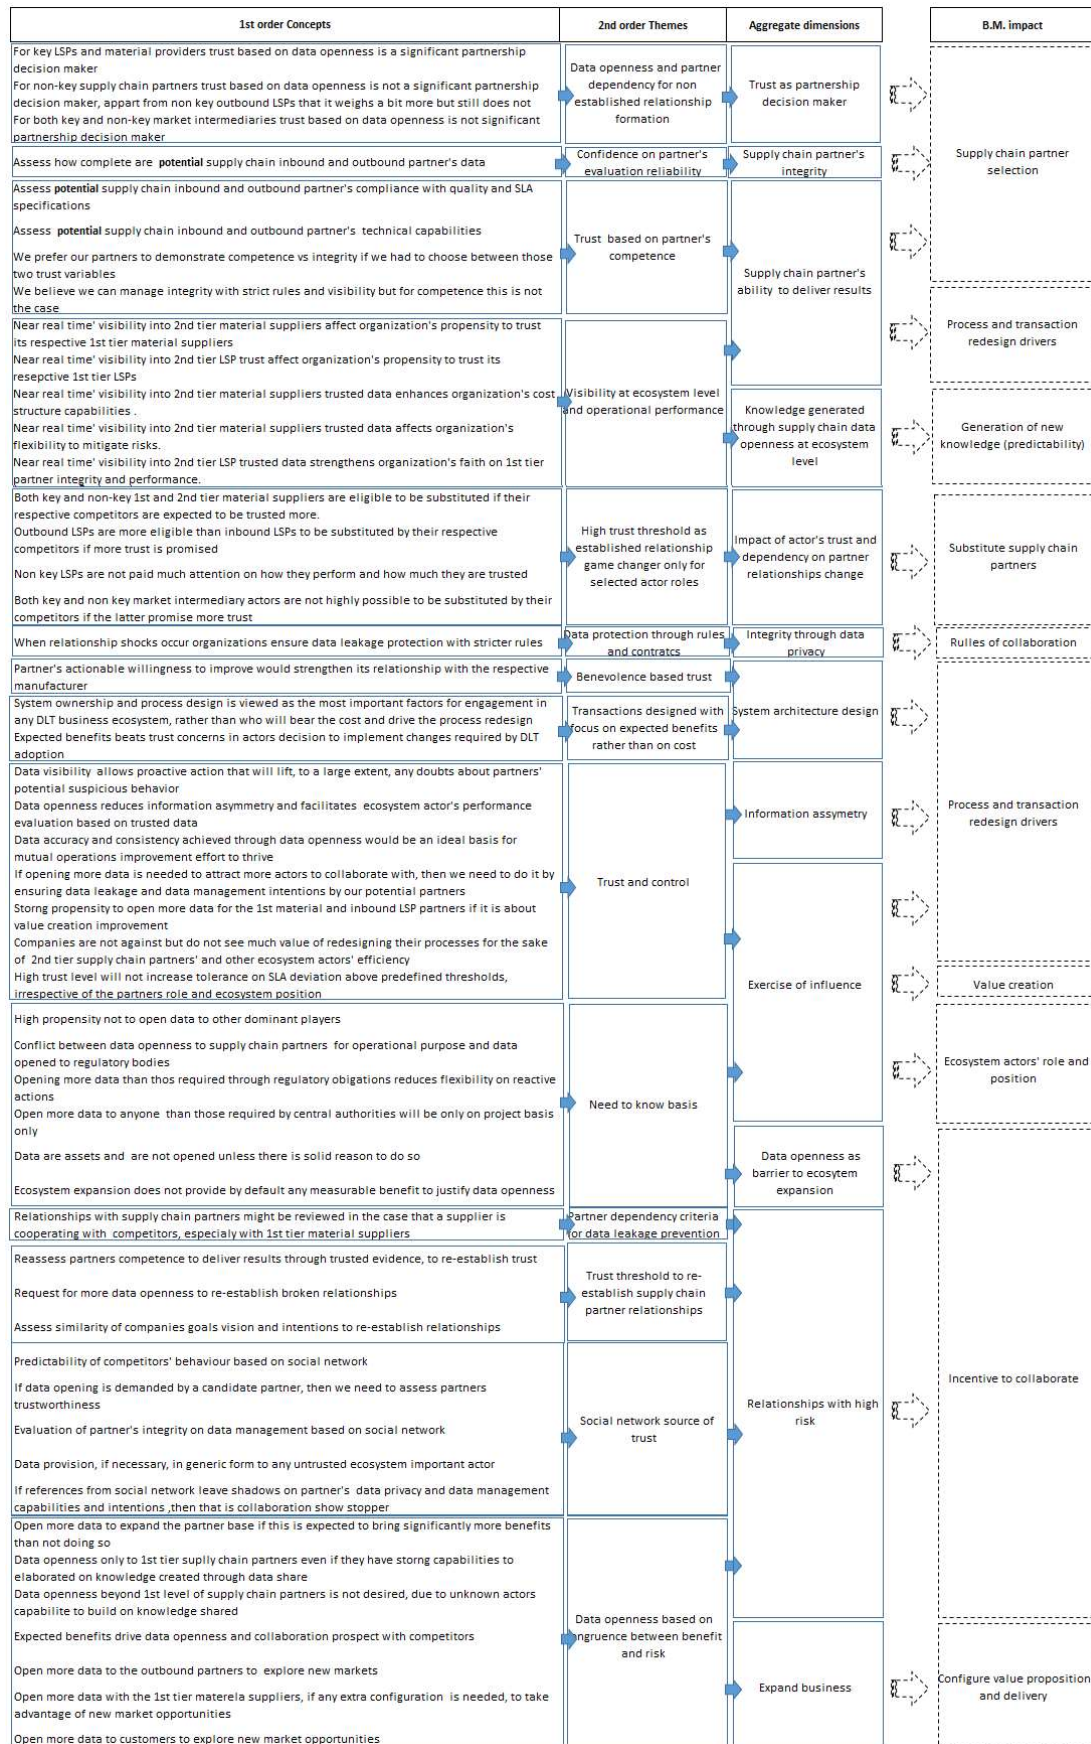 1st order Concepts
2nd order Themes
Aggregate dimensions
B.M. impact
For key LSPs and material providers trust based on data openness is a significant partnership
decision maker
For non-key supply chain partners trust based on data openness is not a significant partnership
decision maker, appart from non key outbound LSPs that it weighs a bit more but still does not
For both key and non-key market intermediaries trust based on data openness is not significant
partnership decision maker
Data openness and partner
dependency for non
established relationship
formation
Trust as partnership
decision maker
Supply chain partner
selection
Assess how complete are potential supply chain inbound and outbound partner's data
Confidence on partner's
evaluation reliability
Supply chain partner's
integrity
Assess potential supply chain inbound and outbound partner's compliance with quality and SLA
specifications
Assess potential supply chain inbound and outbound partner's technical capabilities
We prefer our partners to demonstrate competence vs integrity if we had to choose between those
two trust variables
We believe we can manage integrity with strict rules and visibility but for competence this is not
the case
Trust based on partner's
competence
Supply chain partner's
ability to deliver results
Process and transaction
redesign drivers
Near real time' visibility into 2nd tier material suppliers affect organization's propensity to trust
its respective 1st tier material suppliers
Near real time' visibility into 2nd tier LSP trust affect organization's propensity to trust its
resepctive 1st tier LSPs
Near real time' visibility into 2nd tier material suppliers trusted data enhances organization's cost
structure capabilities .
Near real time' visibility into 2nd tier material suppliers trusted data affects organization's
flexibility to mitigate risks.
Near real time' visibility into 2nd tier LSP trusted data strengthens organization's faith on 1st tier
partner integrity and performance.
Visibility at ecosystem level
and operational performance
Knowledge generated
through supply chain data
openness at ecosystem
level
Generation of new
knowledge (predictability)
Both key and non-key 1st and 2nd tier material suppliers are eligible to be substituted if their
respective competitors are expected to be trusted more.
Outbound LSPs are more eligible than inbound LSPs to be substituted by their respective
competitors if more trust is promised
Non key LSPs are not paid much attention on how they perform and how much they are trusted
Both key and non key market intermediary actors are not highly possible to be substituted by their
competitors if the latter promise more trust
High trust threshold as
established relationship
game changer only for
selected actor roles
Impact of actor's trust and
dependency on partner
relationships change
Substitute supply chain
partners
When relationship shocks occur organizations ensure data leakage protection with stricter rules
Data protection through rules
and contratcs
Integrity through data
privacy
Rulles of collaboration
Partner's actionable willingness to improve would strengthen its relationship with the respective
manufacturer
Benevolence based trust
System ownership and process design is viewed as the most important factors for engagement in
any DLT business ecosystem, rather than who will bear the cost and drive the process redesign
Expected benefits beats trust concerns in actors decision to implement changes required by DLT
adoption
Transactions designed with
focus on expected benefits
rather than on cost
System architecture design
Process and transaction
redesign drivers
Data visibility allows proactive action that will lift, to a large extent, any doubts about partners'
potential suspicious behavior
Data openness reduces information asymmetry and facilitates ecosystem actor's performance
evaluation based on trusted data
Data accuracy and consistency achieved through data openness would be an ideal basis for
mutual operations improvement effort to thrive
If opening more data is needed to attract more actors to collaborate with, then we need to do it by
ensuring data leakage and data management intentions by our potential partners
Storng propensity to open more data for the 1st material and inbound LSP partners if it is about
value creation improvement
Companies are not against but do not see much value of redesigning their processes for the sake
of 2nd tier supply chain partners' and other ecosystem actors' efficiency
High trust level will not increase tolerance on SLA deviation above predefined thresholds,
irrespective of the partners role and ecosystem position
Trust and control
Information assymetry
Exercise of influence
Value creation
High propensity not to open data to other dominant players
Conflict between data openness to supply chain partners for operational purpose and data
opened to regulatory bodies
Opening more data than thos required through regulatory obigations reduces flexibility on reactive
actions
Open more data to anyone than those required by central authorities will be only on project basis
only
Data are assets and are not opened unless there is solid reason to do so
Ecosystem expansion does not provide by default any measurable benefit to justify data openness
Need to know basis
Data openness as
barrier to ecosytem
expansion
Ecosystem actors' role and
position
Relationships with supply chain partners might be reviewed in the case that a supplier is
cooperating with competitors, especialy with 1st tier material suppliers
Partner dependency criteria
for data leakage prevention
Reassess partners competence to deliver results through trusted evidence, to re-establish trust
Request for more data openness to re-establish broken relationships
Assess similarity of companies goals vision and intentions to re-establish relationships
Trust threshold to re-
establish supply chain
partner relationships
Predictability of competitors' behaviour based on social network
If data opening is demanded by a candidate partner, then we need to assess partners
trustworthiness
Evaluation of partner's integrity on data management based on social network
Data provision, if necessary, in generic form to any untrusted ecosystem important actor
If references from social network leave shadows on partner's data privacy and data management
capabilities and intentions ,then that is collaboration show stopper
Social network source of
trust
Relationships with high
risk
Incentive to collaborate
Open more data to expand the partner base if this is expected to bring significantly more benefits
than not doing so
Data openness only to 1st tier suplly chain partners even if they have storng capabilities to
elaborated on knowledge created through data share
Data openness beyond 1st level of supply chain partners is not desired, due to unknown actors
capabilite to build on knowledge shared
Expected benefits drive data openness and collaboration prospect with competitors
Open more data to the outbound partners to explore new markets
Open more data with the 1st tier materela suppliers, if any extra configuration is needed, to take
advantage of new market opportunities
Open more data to customers to explore new market opportunities
Data openness based on
congruence between benefit
and risk
Expand business
Configure value proposition
and delivery